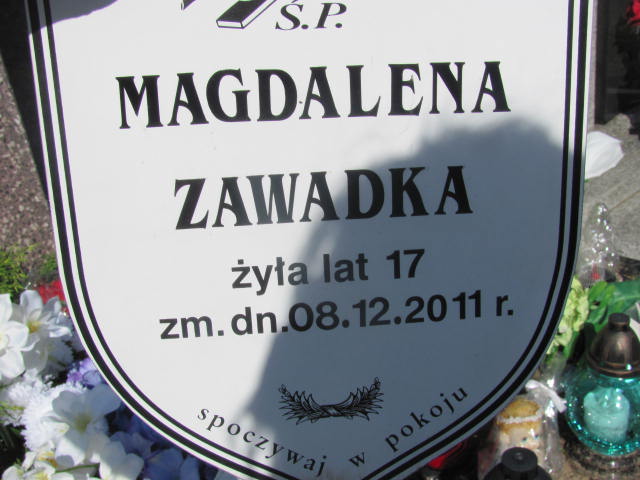 Ś.P.
MAGDALENA
ZAWADKA
żyła lat 17
zm. dn. 08.12.2011 r.
spoczywaj w pokoju